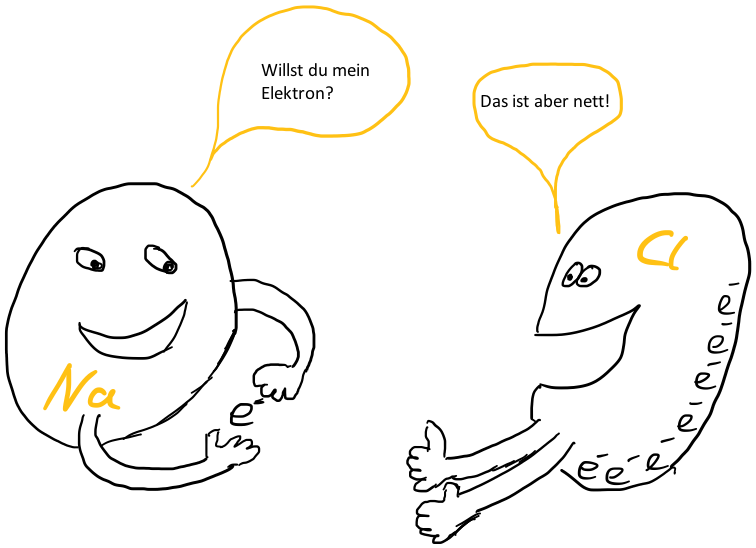 Willst du mein
Elektron?
Das ist aber nett!
Cl
e⁻
e⁻
e⁻
Na
e⁻
e⁻
e⁻ e⁻ e⁻